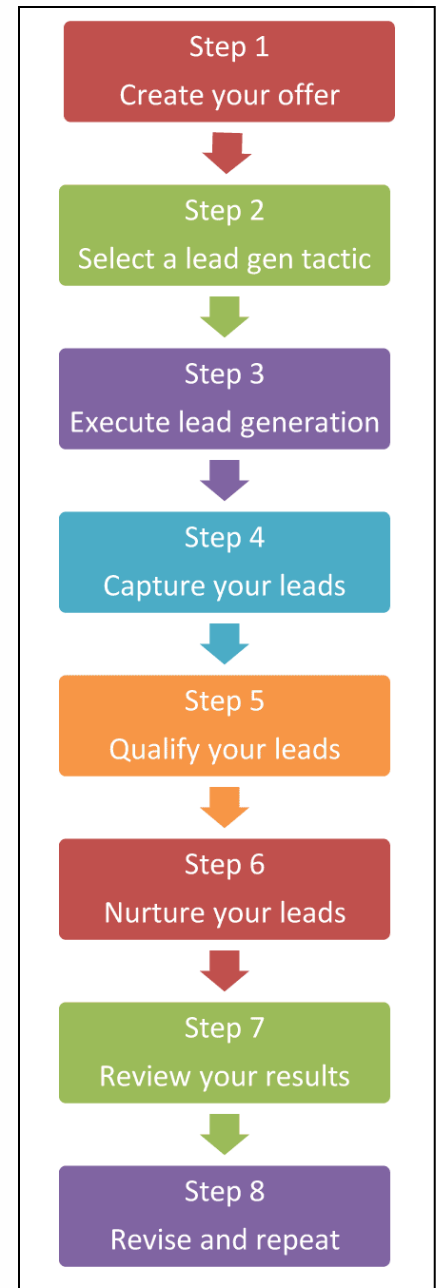 Step 1
Create your offer
Step 2
Select a lead gen tactic
Step 3
Execute lead generation
Step 4
Capture your leads
Step 5
Qualify your leads
Step 6
Nurture your leads
Step 7
Review your results
Step 8
Revise and repeat